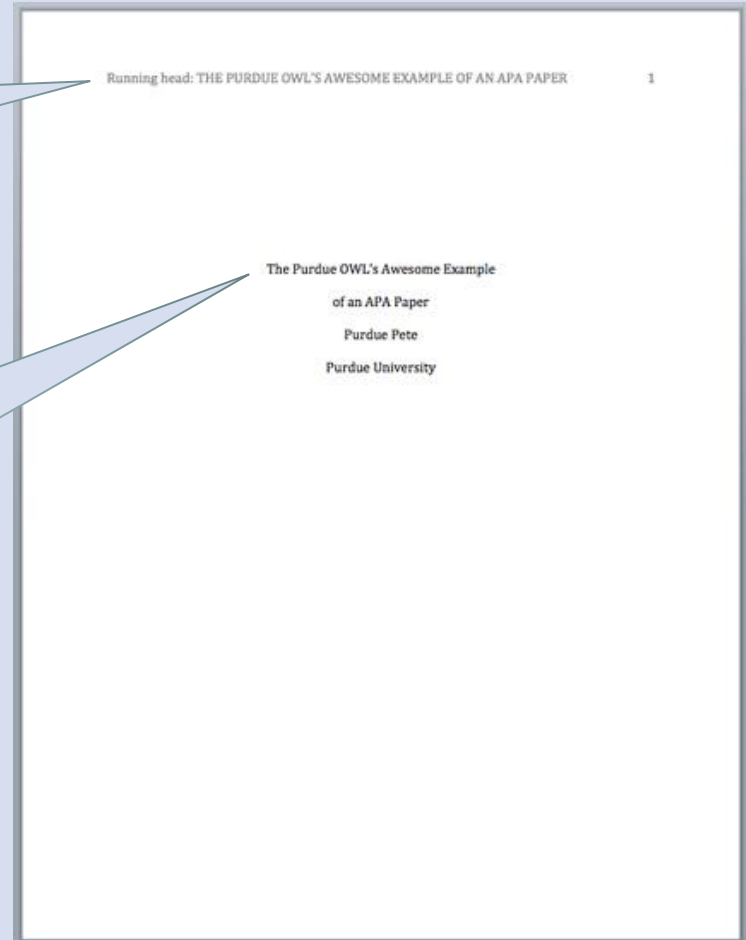 Running head: THE PURDUE OWL'S AWESOME EXAMPLE OF AN APA PAPER 1
The Purdue OWL's Awesome Example
of an APA Paper
Purdue Pete
Purdue University